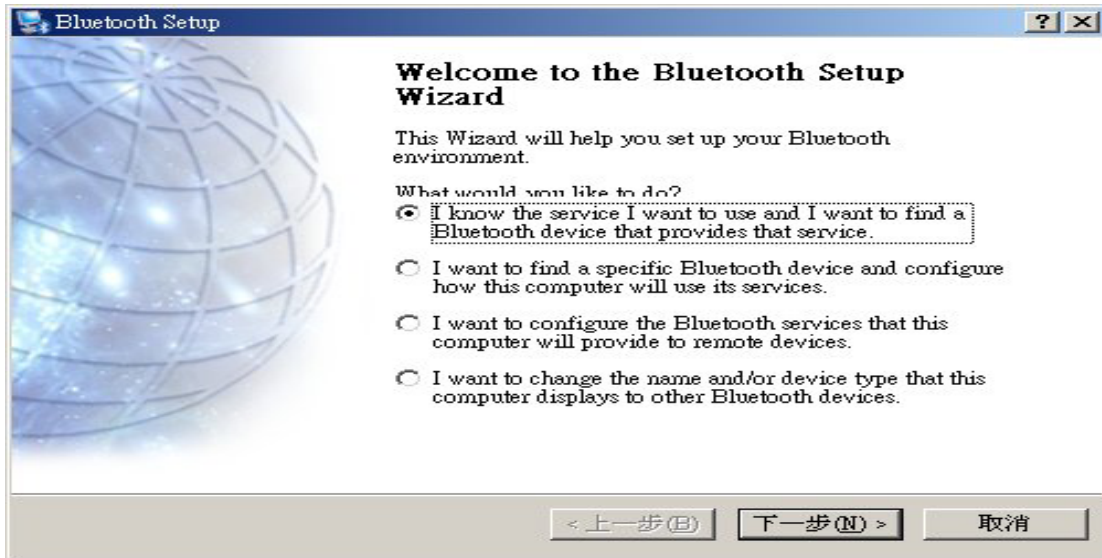 Bluetooth Setup
Welcome to the Bluetooth Setup
Wizard
This Wizard will help you set up your Bluetooth
environment.
What would you like to do?
I know the service I want to use and I want to find a
Bluetooth device that provides that service.
I want to find a specific Bluetooth device and configure
how this computer will use its services.
I want to configure the Bluetooth services that this
computer will provide to remote devices.
I want to change the name and/or device type that this
computer displays to other Bluetooth devices.
<上一步(B) 下一步(N) > 取消